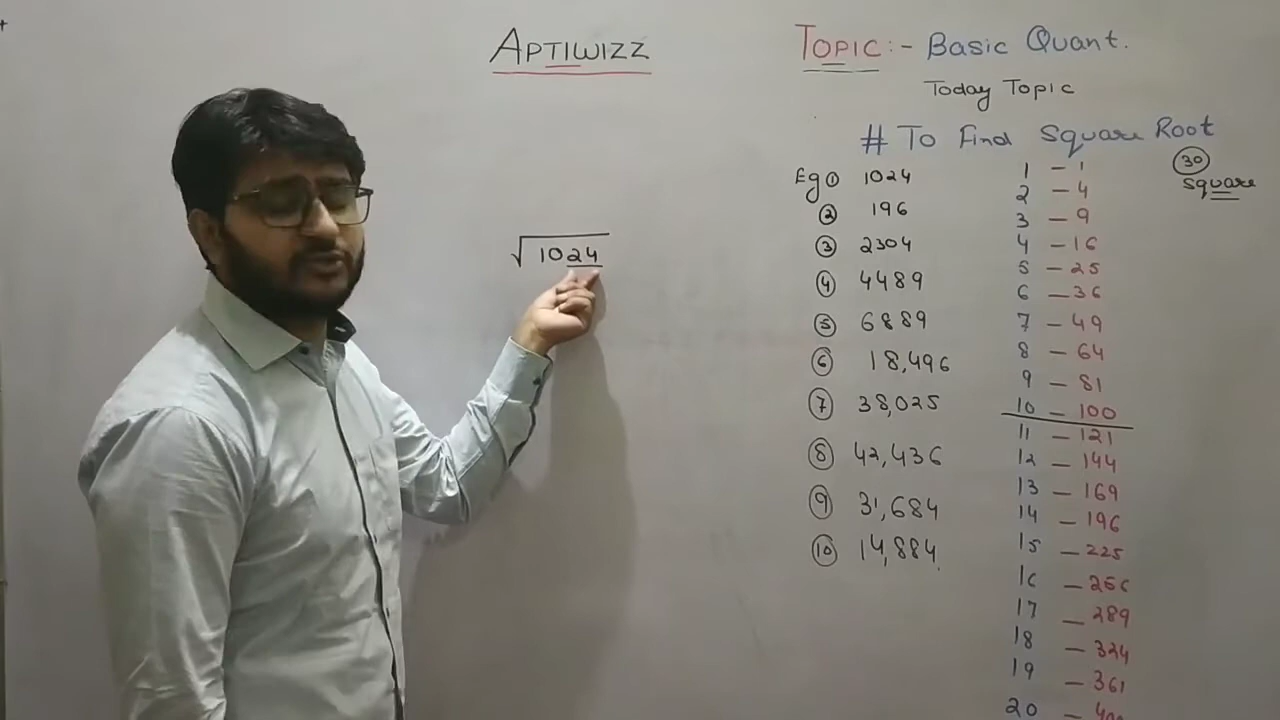 APTIWIZZ
TOPIC:- Basic Quant.
Today Topic
# To Find Square Root
30
square
√1024
Eg ① 1024
② 196
③ 2304
④ 4489
⑤ 6889
⑥ 18,496
⑦ 38,025
⑧ 42,436
⑨ 31,684
⑩ 14,884
1 – 1
2 – 4
3 – 9
4 – 16
5 – 25
6 – 36
7 – 49
8 – 64
9 – 81
10 – 100
11 – 121
12 – 144
13 – 169
14 – 196
15 – 225
16 – 256
17 – 289
18 – 324
19 – 361
20 –